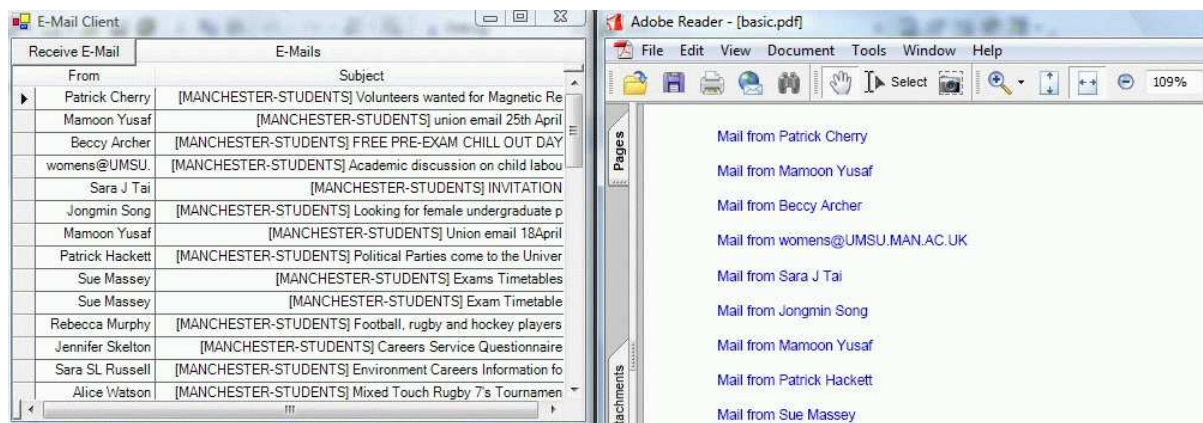 E-Mail Client
Receive E-Mail E-Mails
From Subject
Patrick Cherry [MANCHESTER-STUDENTS] Volunteers wanted for Magnetic Re
Mamoon Yusaf [MANCHESTER-STUDENTS] union email 25th April
Beccy Archer [MANCHESTER-STUDENTS] FREE PRE-EXAM CHILL OUT DAY
womens@UMSU. [MANCHESTER-STUDENTS] Academic discussion on child labou
Sara J Tai [MANCHESTER-STUDENTS] INVITATION
Jongmin Song [MANCHESTER-STUDENTS] Looking for female undergraduate p
Mamoon Yusaf [MANCHESTER-STUDENTS] Union email 18April
Patrick Hackett [MANCHESTER-STUDENTS] Political Parties come to the Univer
Sue Massey [MANCHESTER-STUDENTS] Exams Timetables
Sue Massey [MANCHESTER-STUDENTS] Exam Timetable
Rebecca Murphy [MANCHESTER-STUDENTS] Football, rugby and hockey players
Jennifer Skelton [MANCHESTER-STUDENTS] Careers Service Questionnaire
Sara SL Russell [MANCHESTER-STUDENTS] Environment Careers Information fo
Alice Watson [MANCHESTER-STUDENTS] Mixed Touch Rugby 7's Tournamen
Adobe Reader - [basic.pdf]
File Edit View Document Tools Window Help
Select 109%
Pages
Mail from Patrick Cherry
Mail from Mamoon Yusaf
Mail from Beccy Archer
Mail from womens@UMSU.MAN.AC.UK
Mail from Sara J Tai
Mail from Jongmin Song
Mail from Mamoon Yusaf
Mail from Patrick Hackett
Mail from Sue Massey
tachments